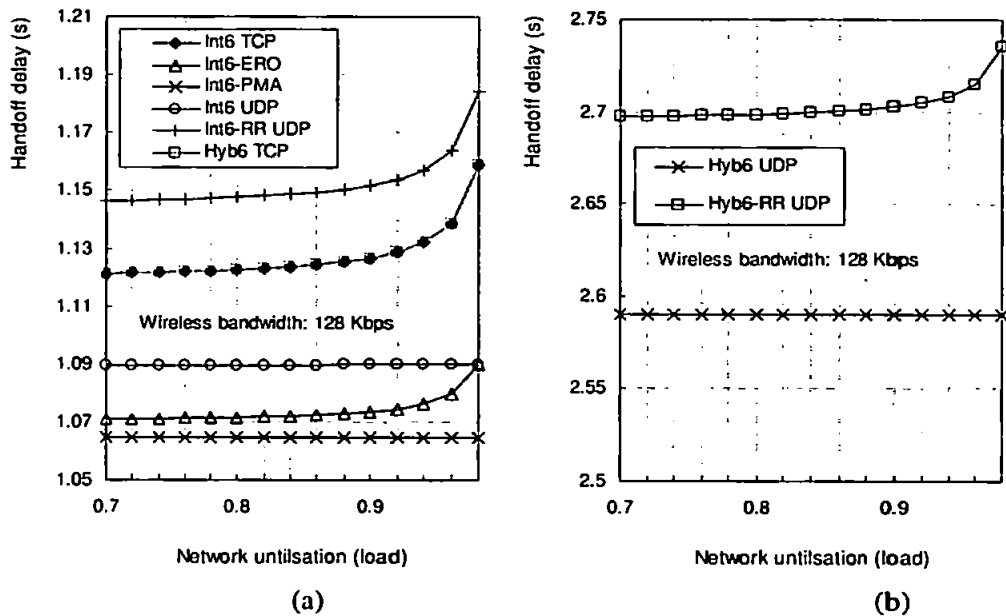 1.21
1.19
1.17
1.15
1.13
1.11
1.09
1.07
1.05
Handoff delay (s)
Int6 TCP
Int6-ERO
Int6-PMA
Int6 UDP
Int6-RR UDP
Hyb6 TCP
Wireless bandwidth: 128 Kbps
0.7
0.8
0.9
Network untilsation (load)
(a)
2.75
2.7
2.65
2.6
2.55
2.5
Handoff delay (s)
Hyb6 UDP
Hyb6-RR UDP
Wireless bandwidth: 128 Kbps
0.7
0.8
0.9
Network untilsation (load)
(b)